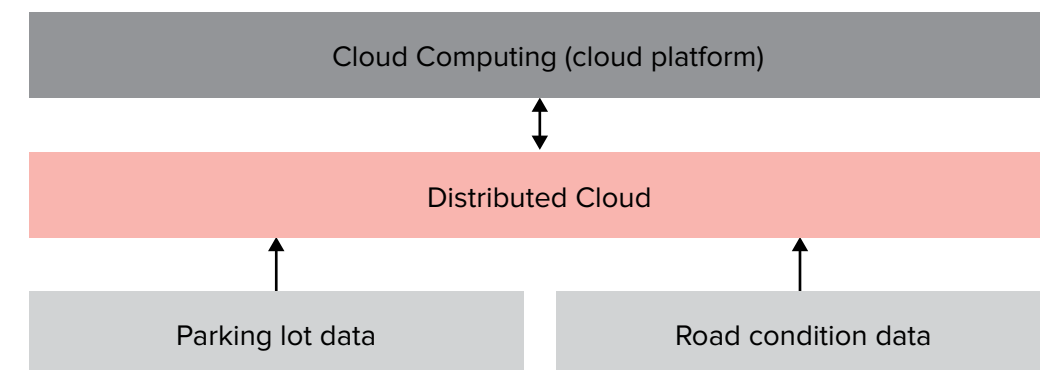 Cloud Computing (cloud platform)
Distributed Cloud
Parking lot data
Road condition data